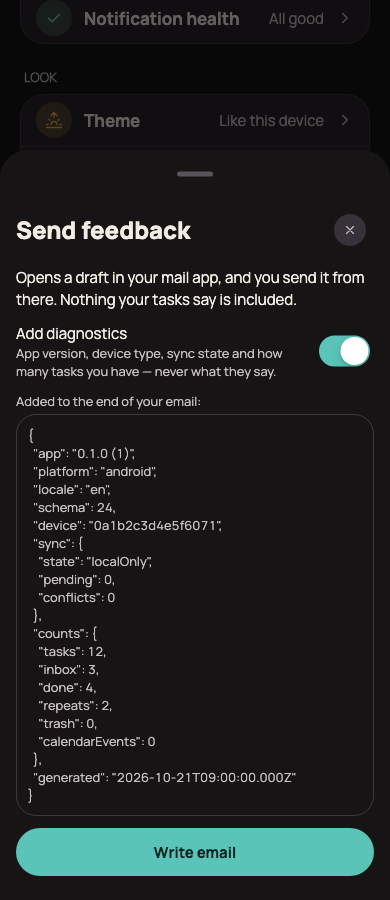 Notification health All good
LOOK
Theme Like this device
Send feedback
Opens a draft in your mail app, and you send it from
there. Nothing your tasks say is included.
Add diagnostics
App version, device type, sync state and how
many tasks you have — never what they say.
Added to the end of your email:
{
"app": "0.1.0 (1)",
"platform": "android",
"locale": "en",
"schema": 24,
"device": "0a1b2c3d4e5f6071",
"sync": {
"state": "localOnly",
"pending": 0,
"conflicts": 0
},
"counts": {
"tasks": 12,
"inbox": 3,
"done": 4,
"repeats": 2,
"trash": 0,
"calendarEvents": 0
},
"generated": "2026-10-21T09:00:00.000Z"
}
Write email